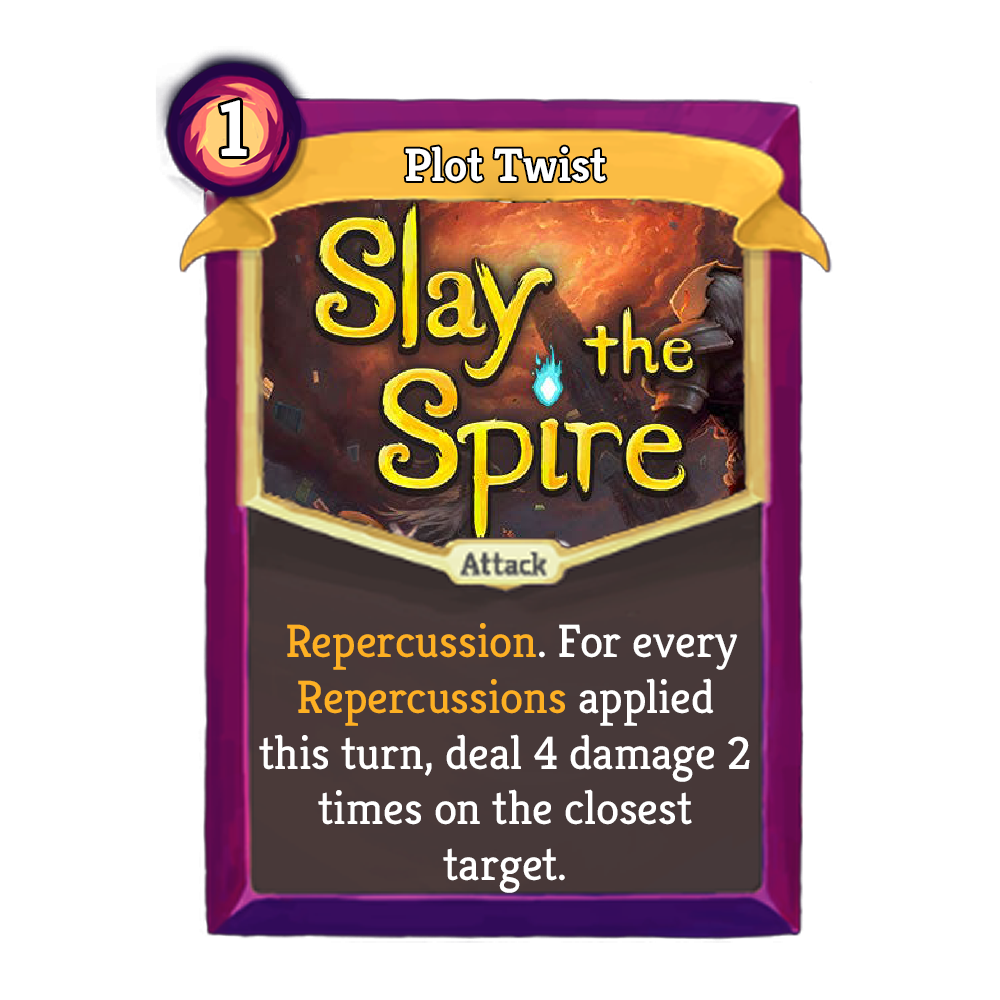 1
Plot Twist
Slay
the
Spire
Attack
Repercussion. For every
Repercussions applied
this turn, deal 4 damage 2
times on the closest
target.